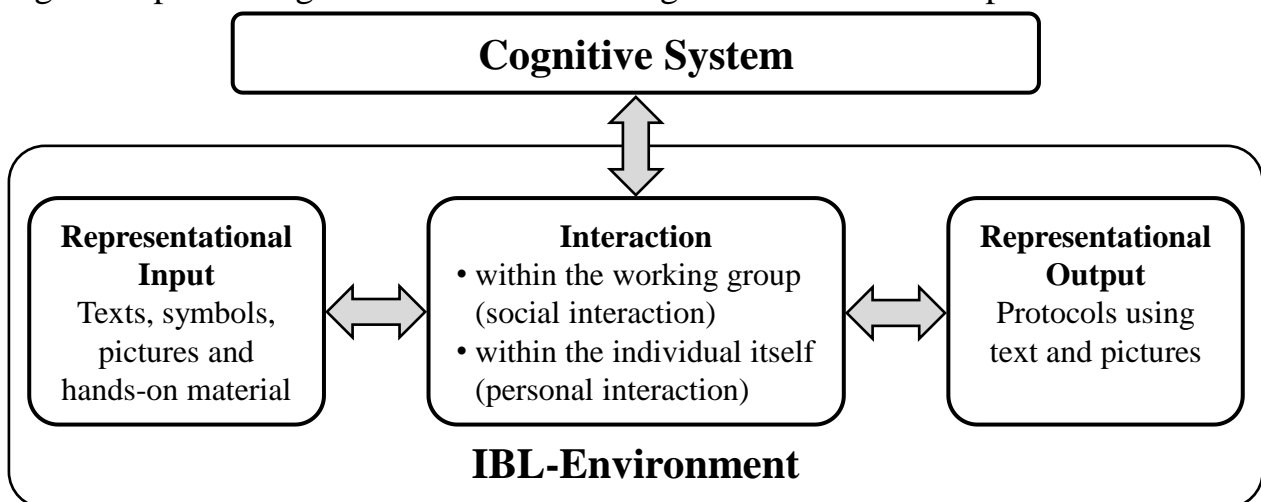 Cognitive System
Representational
Input
Texts, symbols,
pictures and
hands-on material
Interaction
• within the working group
(social interaction)
• within the individual itself
(personal interaction)
Representational
Output
Protocols using
text and pictures
IBL-Environment